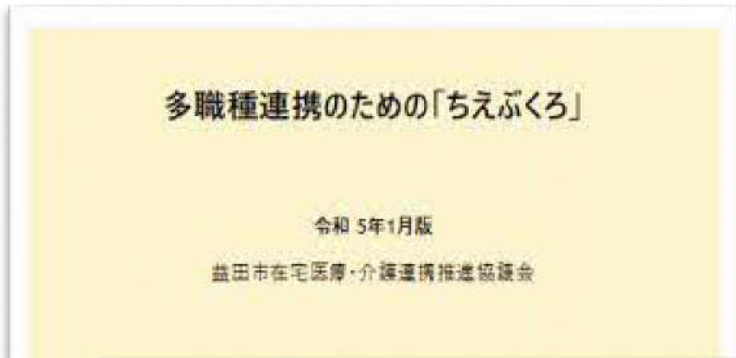 多職種連携のための「ちえぶくろ」
令和 5年1月版
益田市在宅医療・介護連携推進協議会